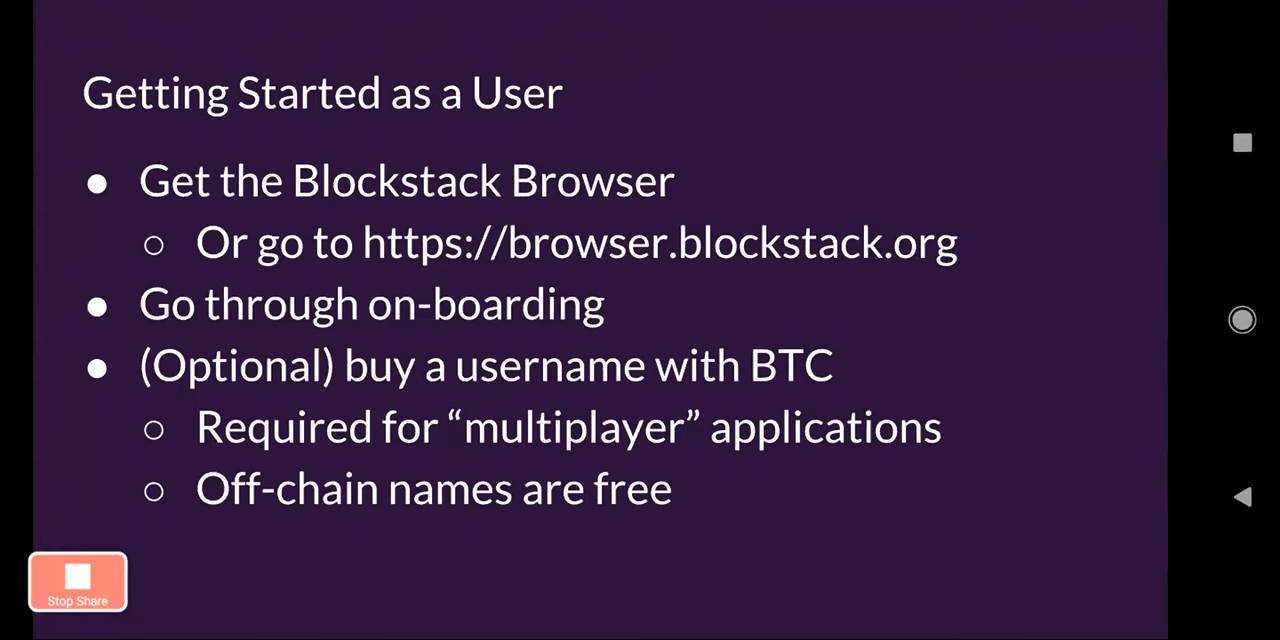 Getting Started as a User
● Get the Blockstack Browser
○ Or go to https://browser.blockstack.org
● Go through on-boarding
● (Optional) buy a username with BTC
○ Required for “multiplayer” applications
○ Off-chain names are free
Stop Share